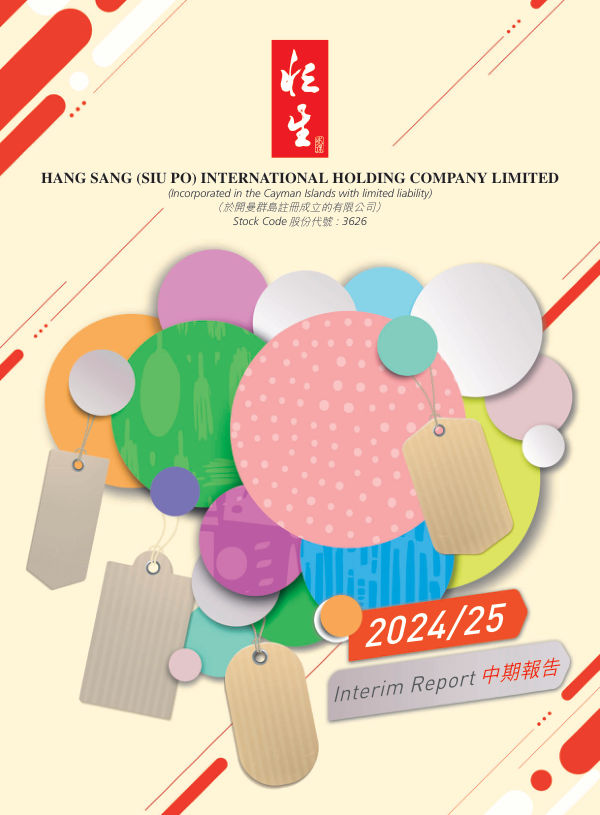 恒生
HANG SANG (SIU PO) INTERNATIONAL HOLDING COMPANY LIMITED
(Incorporated in the Cayman Islands with limited liability)
（於開曼群島註冊成立的有限公司）
Stock Code 股份代號：3626
2024/25
Interim Report 中期報告